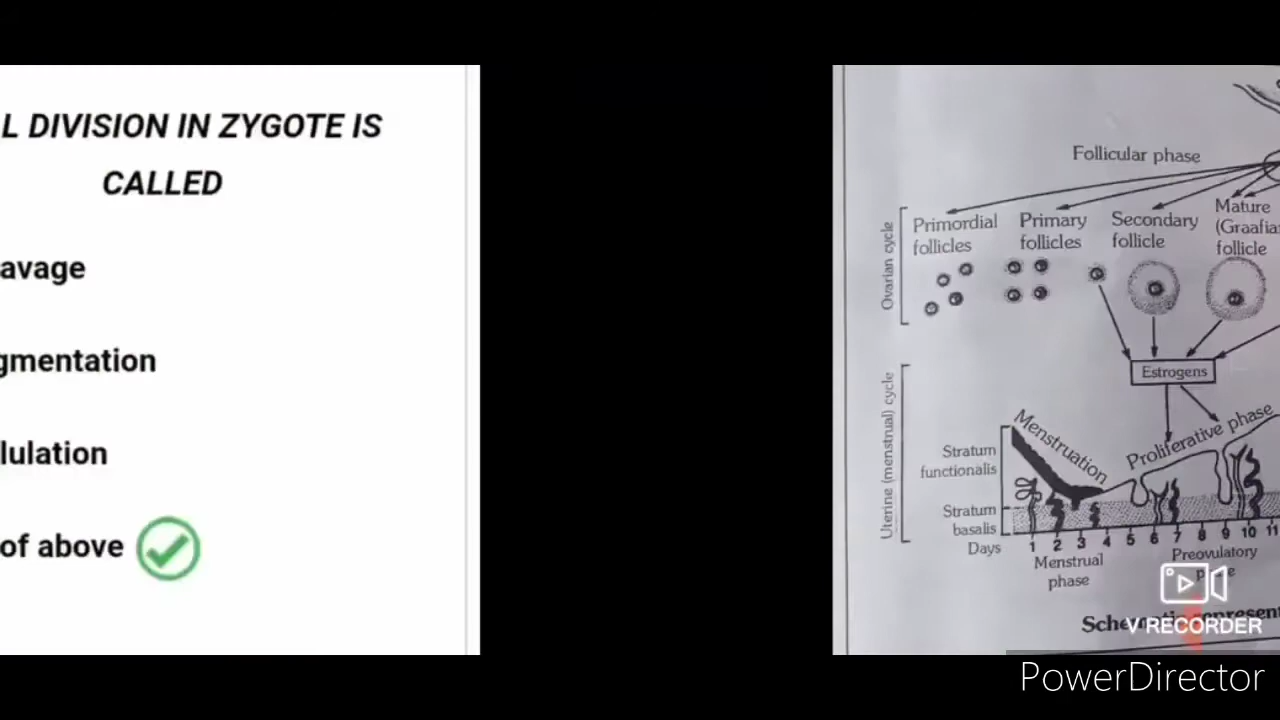 L DIVISION IN ZYGOTE IS
CALLED
avage
gmentation
lulation
of above
Follicular phase
Ovarian cycle
Primordial
follicles
Primary
follicles
Secondary
follicle
Mature
(Graafia
follicle
Estrogens
Uterine (menstrual) cycle
Menstruation
Proliferative phase
Stratum
functionalis
Stratum
basalis
Days
1 2 3 4 5 6 7 8 9 10 11
Menstrual
phase
Preovulatory
V RECORDER
PowerDirector